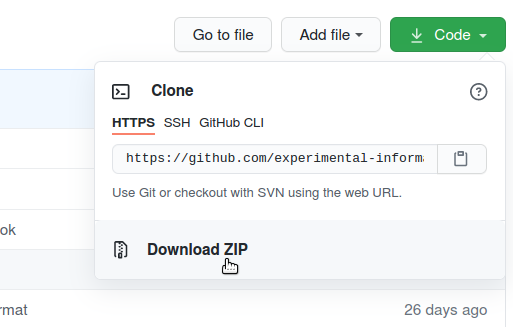 Go to file Add file Code
Clone
HTTPS SSH GitHub CLI
https://github.com/experimental-inform
Use Git or checkout with SVN using the web URL.
ok
Download ZIP
rmat 26 days ago